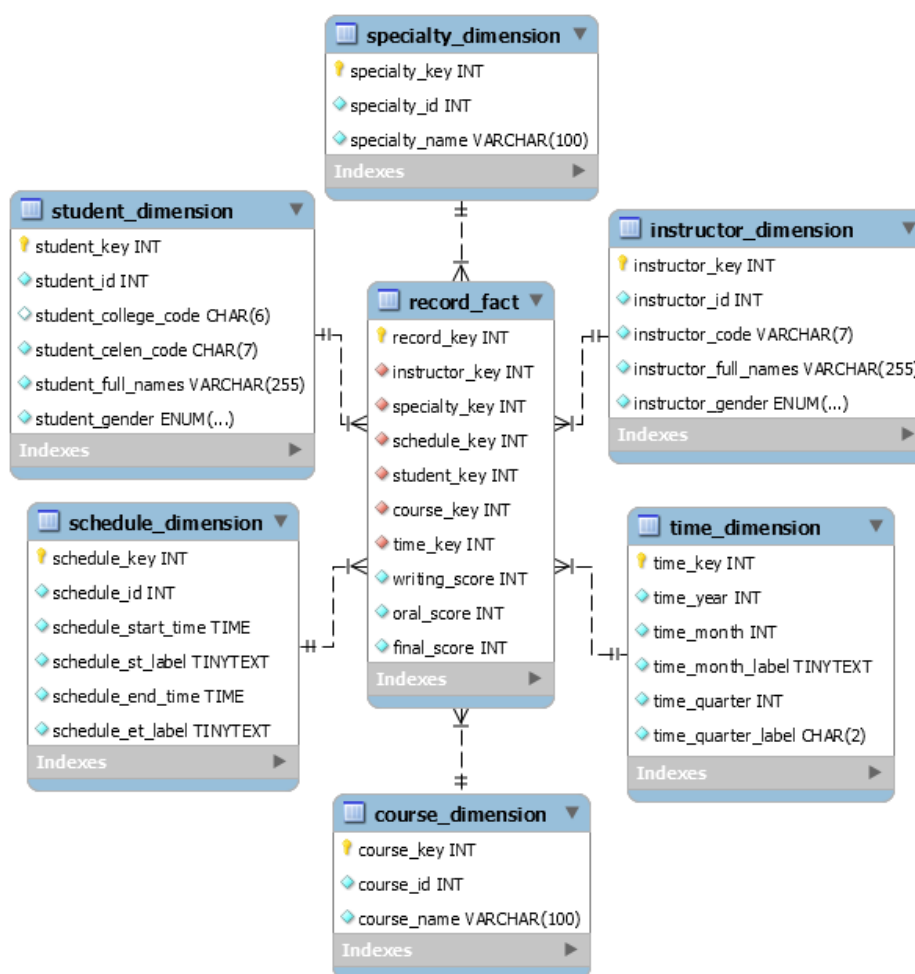 specialty_dimension
specialty_key INT
specialty_id INT
specialty_name VARCHAR(100)
Indexes
student_dimension
student_key INT
student_id INT
student_college_code CHAR(6)
student_celen_code CHAR(7)
student_full_names VARCHAR(255)
student_gender ENUM(...)
Indexes
instructor_dimension
instructor_key INT
instructor_id INT
instructor_code VARCHAR(7)
instructor_full_names VARCHAR(255)
instructor_gender ENUM(...)
Indexes
record_fact
record_key INT
instructor_key INT
specialty_key INT
schedule_key INT
student_key INT
course_key INT
time_key INT
writing_score INT
oral_score INT
final_score INT
Indexes
schedule_dimension
schedule_key INT
schedule_id INT
schedule_start_time TIME
schedule_st_label TINYTEXT
schedule_end_time TIME
schedule_et_label TINYTEXT
Indexes
time_dimension
time_key INT
time_year INT
time_month INT
time_month_label TINYTEXT
time_quarter INT
time_quarter_label CHAR(2)
Indexes
course_dimension
course_key INT
course_id INT
course_name VARCHAR(100)
Indexes